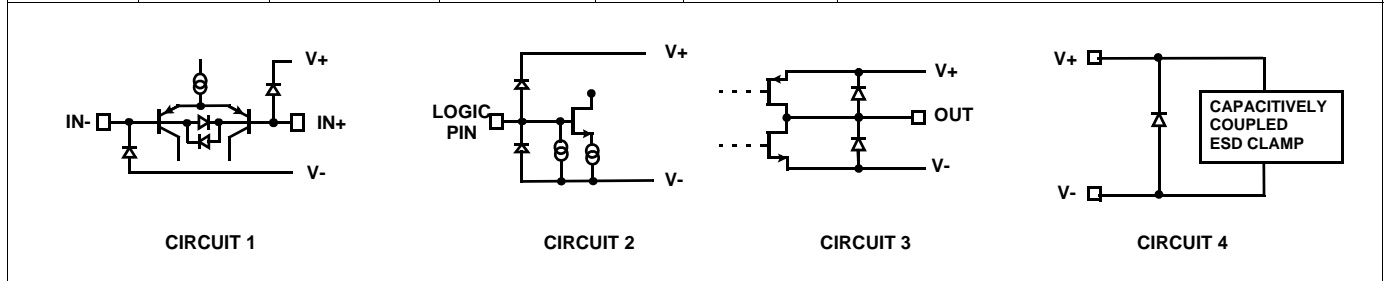 V+
IN-
IN+
V-
CIRCUIT 1
V+
LOGIC
PIN
V-
CIRCUIT 2
V+
OUT
V-
CIRCUIT 3
V+
CAPACITIVELY
COUPLED
ESD CLAMP
V-
CIRCUIT 4